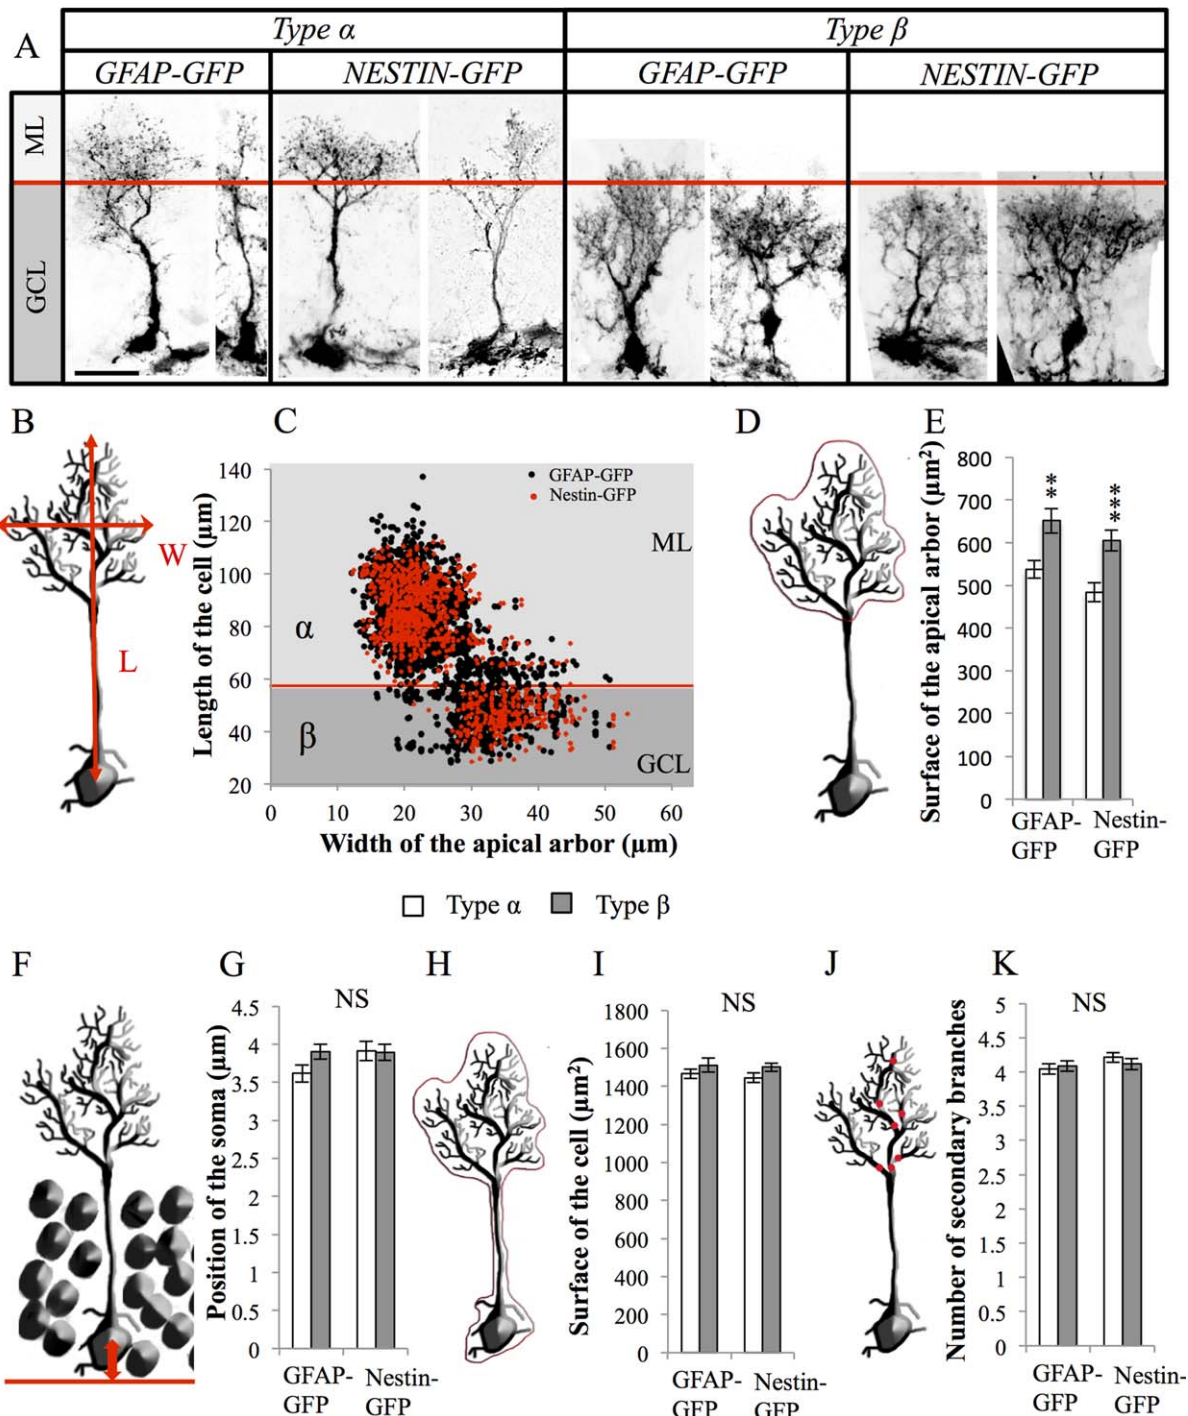 A
Type α
Type β
GFAP-GFP
NESTIN-GFP
GFAP-GFP
NESTIN-GFP
ML
GCL
B
W
L
C
Length of the cell (µm)
140
120
100
80
60
40
20
GFAP-GFP
Nestin-GFP
ML
α
β
GCL
0 10 20 30 40 50 60
Width of the apical arbor (µm)
D
E
Surface of the apical arbor (µm²)
800
700
600
500
400
300
200
100
0
**
***
GFAP-
GFP
Nestin-
GFP
Type α
Type β
F
G
NS
Position of the soma (µm)
4.5
4
3.5
3
2.5
2
1.5
1
0.5
0
GFAP-
GFP
Nestin-
GFP
H
I
NS
Surface of the cell (µm²)
1800
1600
1400
1200
1000
800
600
400
200
0
GFAP-
GFP
Nestin-
GFP
J
K
NS
Number of secondary branches
5
4.5
4
3.5
3
2.5
2
1.5
1
0.5
0
GFAP-
GFP
Nestin-
GFP